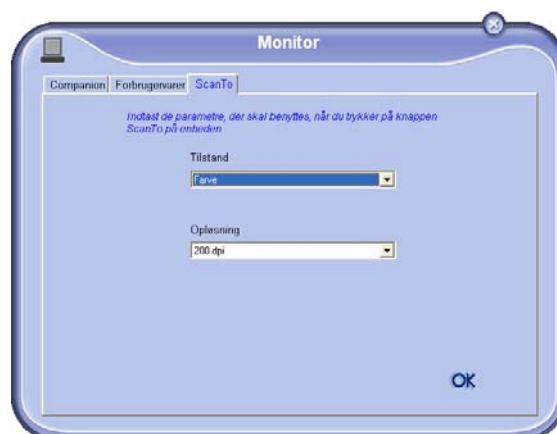 Monitor
Companion Forbrugervarer ScanTo
Indtast de parametre, der skal benyttes, når du trykker på knappen
ScanTo på enheden
Tilstand
Farve
Opløsning
200 dpi
OK